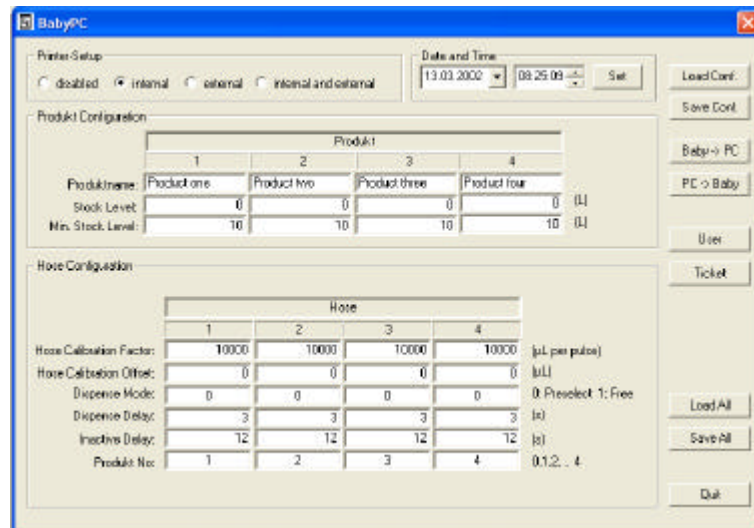 BabyPC
Printer-Setup
disabled internal external internal and external
Date and Time
13.03.2002 08:25:09 Set
Load Conf.
Save Conf.
Baby-> PC
PC -> Baby
User
Ticket
Load All
Save All
Quit
Produkt Configuration
Produkt
1 2 3 4
Produktname: Product one Product two Product three Product four
Stock Level: 0 0 0 0 (L)
Min. Stock Level: 10 10 10 10 (L)
Hose Configuration
Hose
1 2 3 4
Hose Calibration Factor: 10000 10000 10000 10000 (µL per pulse)
Hose Calibration Offset: 0 0 0 0 (µL)
Dispence Mode: 0 0 0 0 0: Preselect 1: Free
Dispence Delay: 3 3 3 3 (s)
Inactive Delay: 12 12 12 12 (s)
Produkt No: 1 2 3 4 0,1,2. .. 4